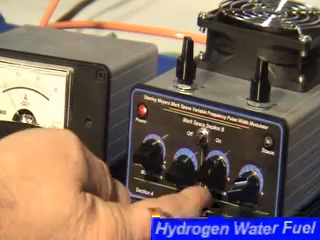 Stanley Meyers Mark Space Variable Frequency Pulse Width Modulator
Mark Space Section B
Off
On
Power
Section A
Hydrogen Water Fuel